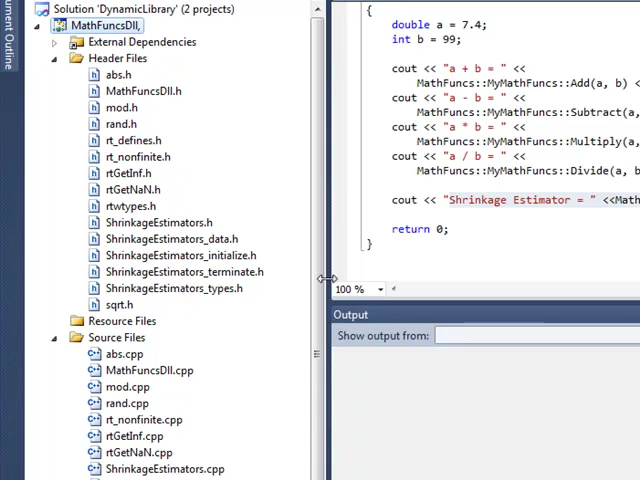 Document Outline
Solution 'DynamicLibrary' (2 projects)
MathFuncsDll,
External Dependencies
Header Files
abs.h
MathFuncsDll.h
mod.h
rand.h
rt_defines.h
rt_nonfinite.h
rtGetInf.h
rtGetNaN.h
rtwtypes.h
ShrinkageEstimators.h
ShrinkageEstimators_data.h
ShrinkageEstimators_initialize.h
ShrinkageEstimators_terminate.h
ShrinkageEstimators_types.h
sqrt.h
Resource Files
Source Files
abs.cpp
MathFuncsDll.cpp
mod.cpp
rand.cpp
rt_nonfinite.cpp
rtGetInf.cpp
rtGetNaN.cpp
ShrinkageEstimators.cpp
{
double a = 7.4;
int b = 99;
cout << "a + b = " <<
MathFuncs::MyMathFuncs::Add(a, b) <
cout << "a - b = " <<
MathFuncs::MyMathFuncs::Subtract(a,
cout << "a * b = " <<
MathFuncs::MyMathFuncs::Multiply(a,
cout << "a / b = " <<
MathFuncs::MyMathFuncs::Divide(a, b
cout << "Shrinkage Estimator = " <<Math
return 0;
}
100 %
Output
Show output from: